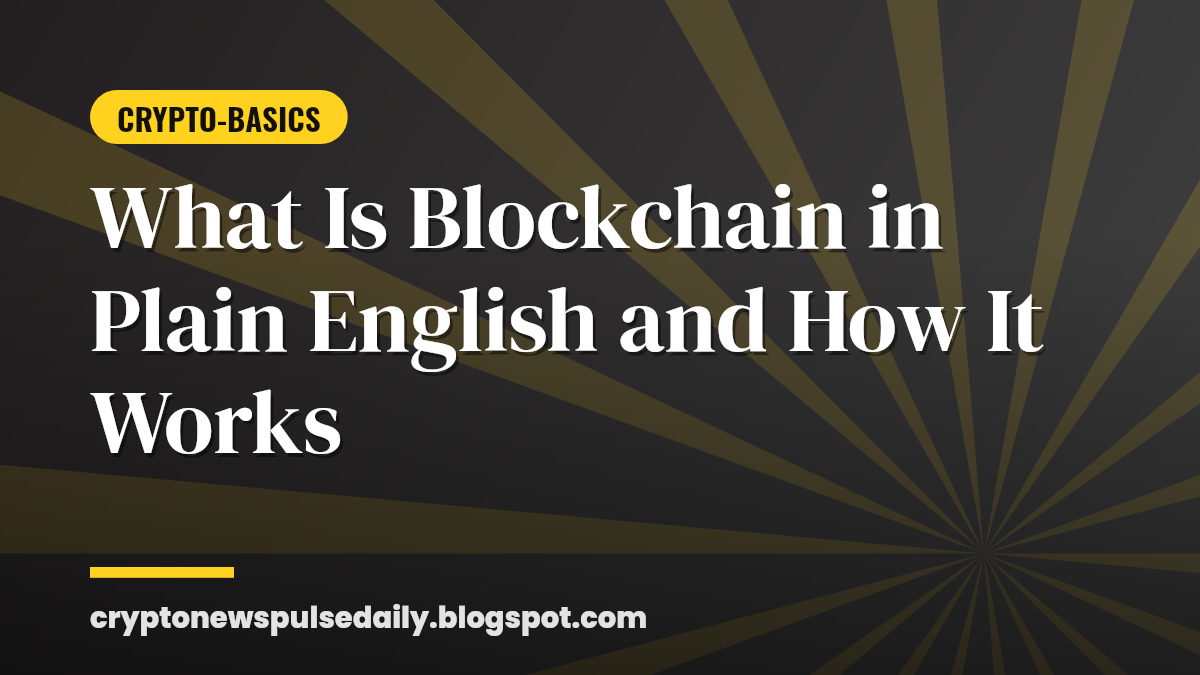 CRYPTO-BASICS
What Is Blockchain in
Plain English and How It
Works
cryptonewspulsedaily.blogspot.com